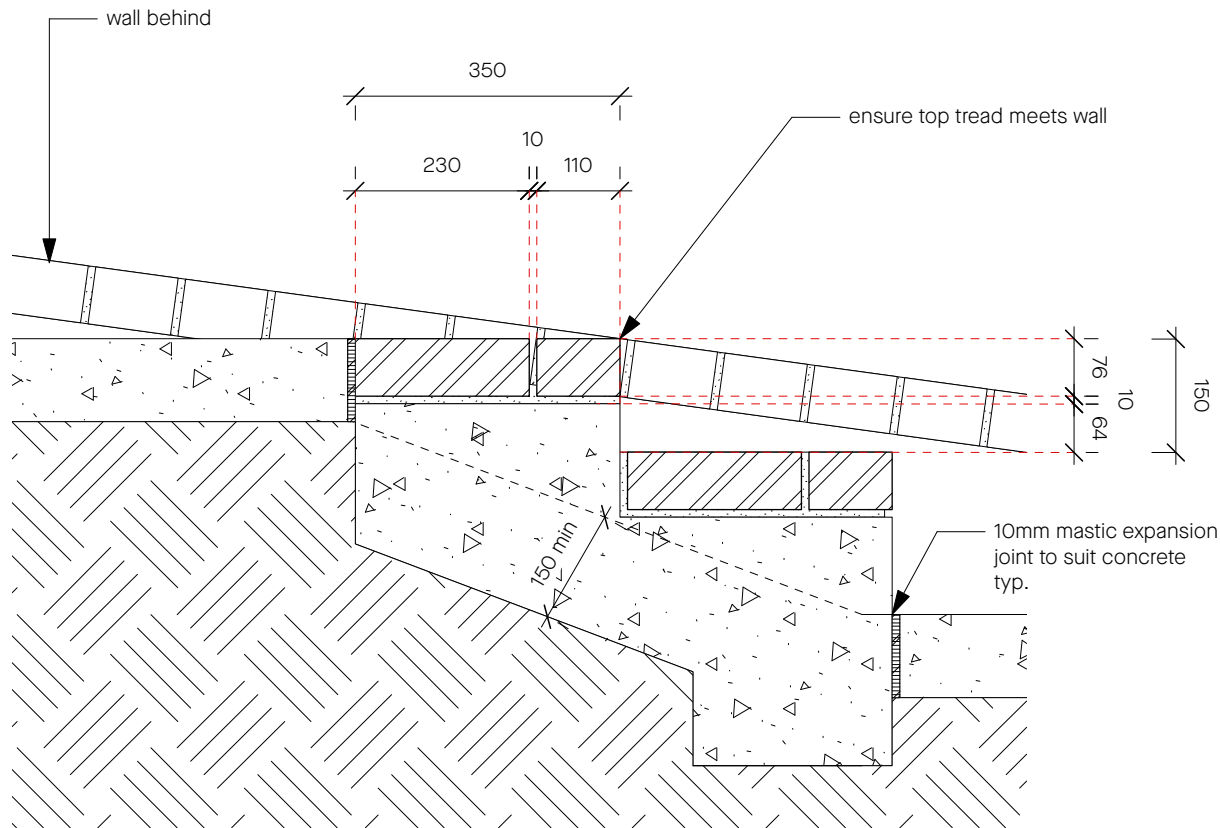 wall behind
350
ensure top tread meets wall
10
230
110
76
10
150
64
150 min
10mm mastic expansion
joint to suit concrete
typ.